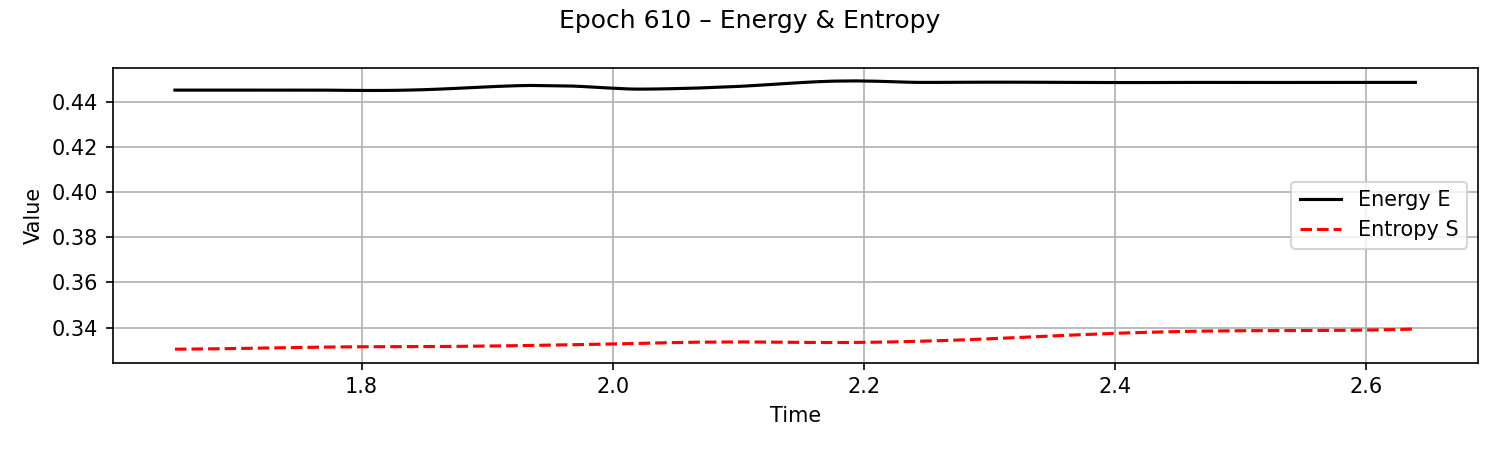 Epoch 610 – Energy & Entropy
Value
0.44
0.42
0.40
0.38
0.36
0.34
Energy E
Entropy S
1.8 2.0 2.2 2.4 2.6
Time